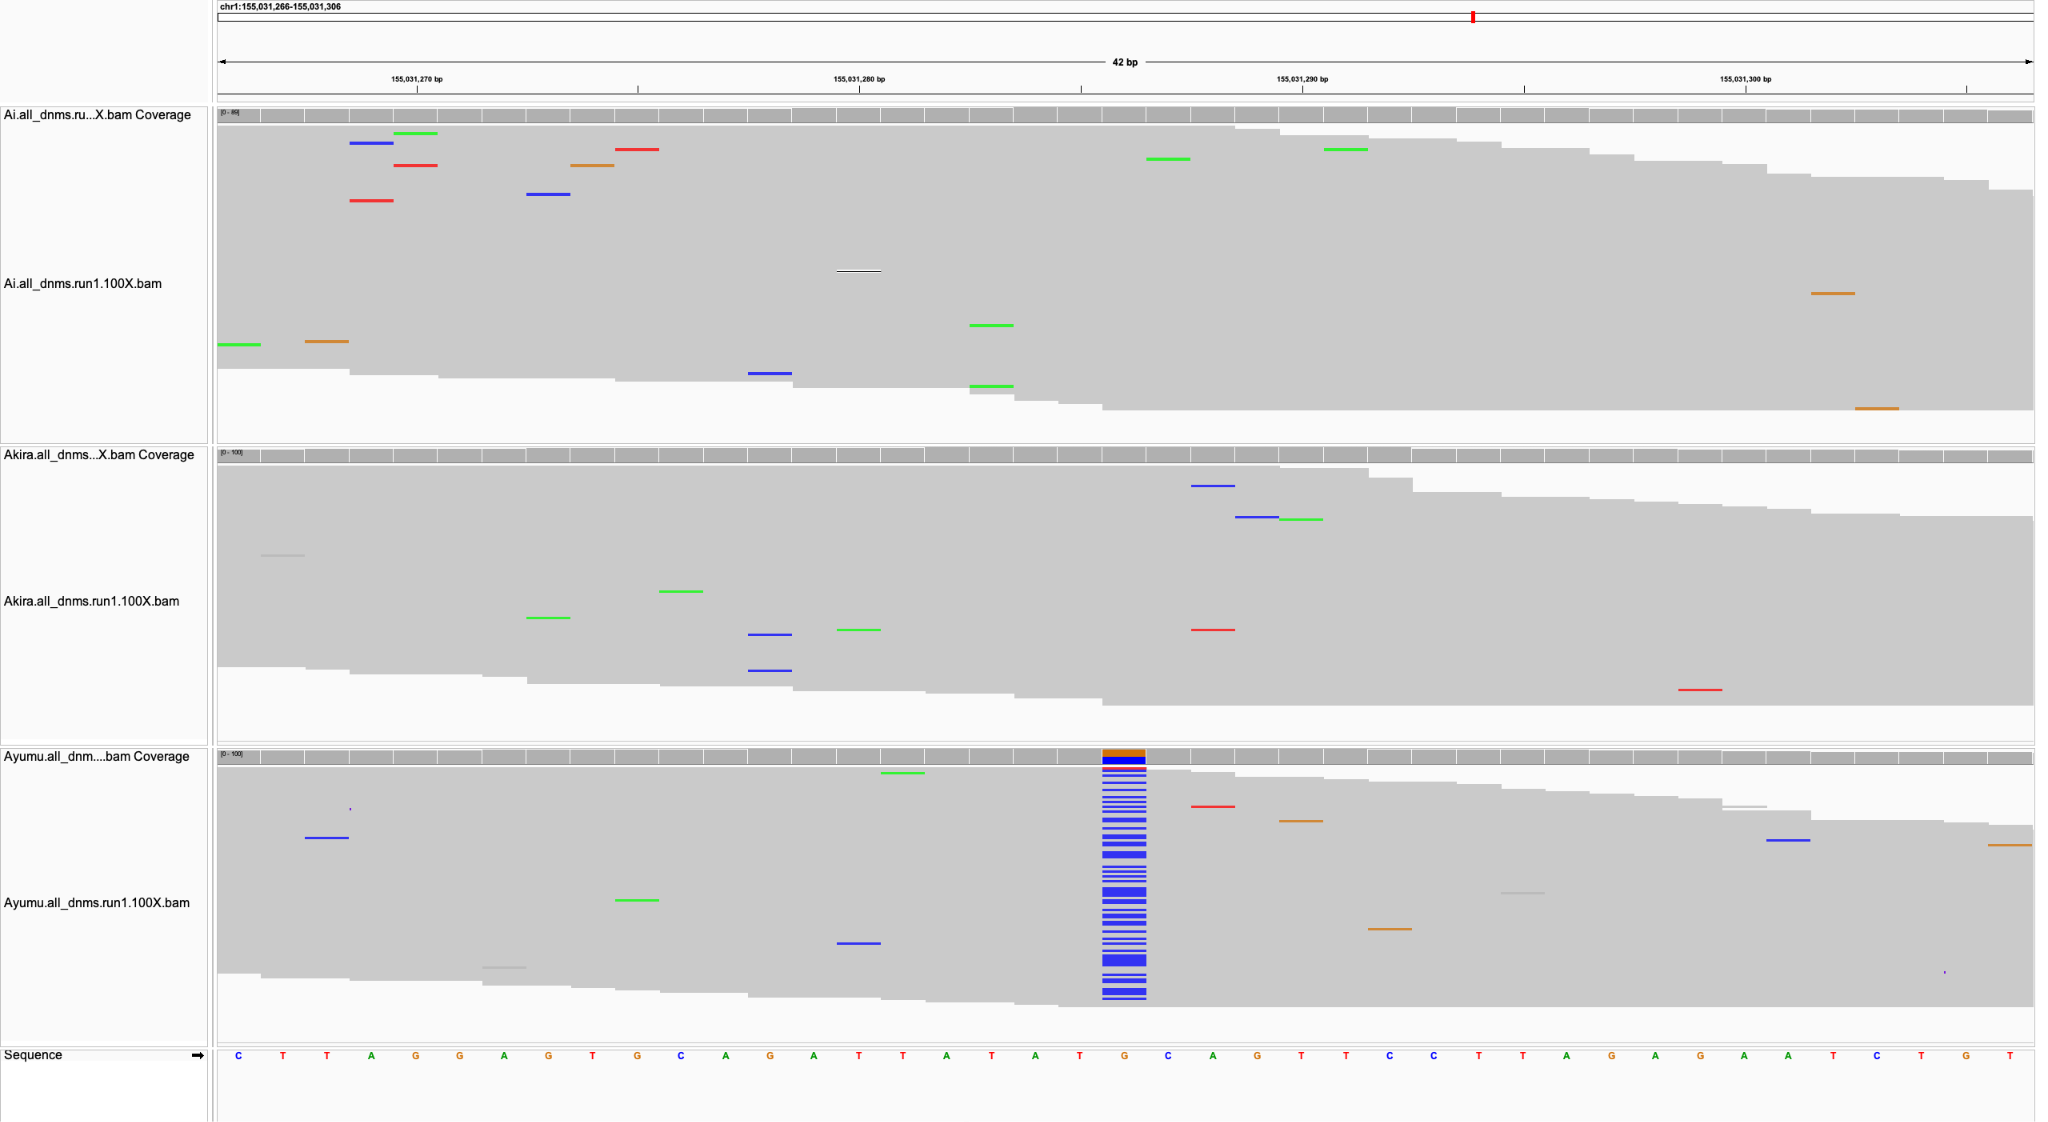 chr1:155,031,266-155,031,306
42 bp
155,031,270 bp 155,031,280 bp 155,031,290 bp 155,031,300 bp
Ai.all_dnms.ru...X.bam Coverage
[0 - 89]
Ai.all_dnms.run1.100X.bam
Akira.all_dnms...X.bam Coverage
[0 - 100]
Akira.all_dnms.run1.100X.bam
Ayumu.all_dnm....bam Coverage
[0 - 100]
Ayumu.all_dnms.run1.100X.bam
Sequence C T T A G G A G T G C A G A T T A T A T G C A G T T C C T T A G A G A A T C T G T